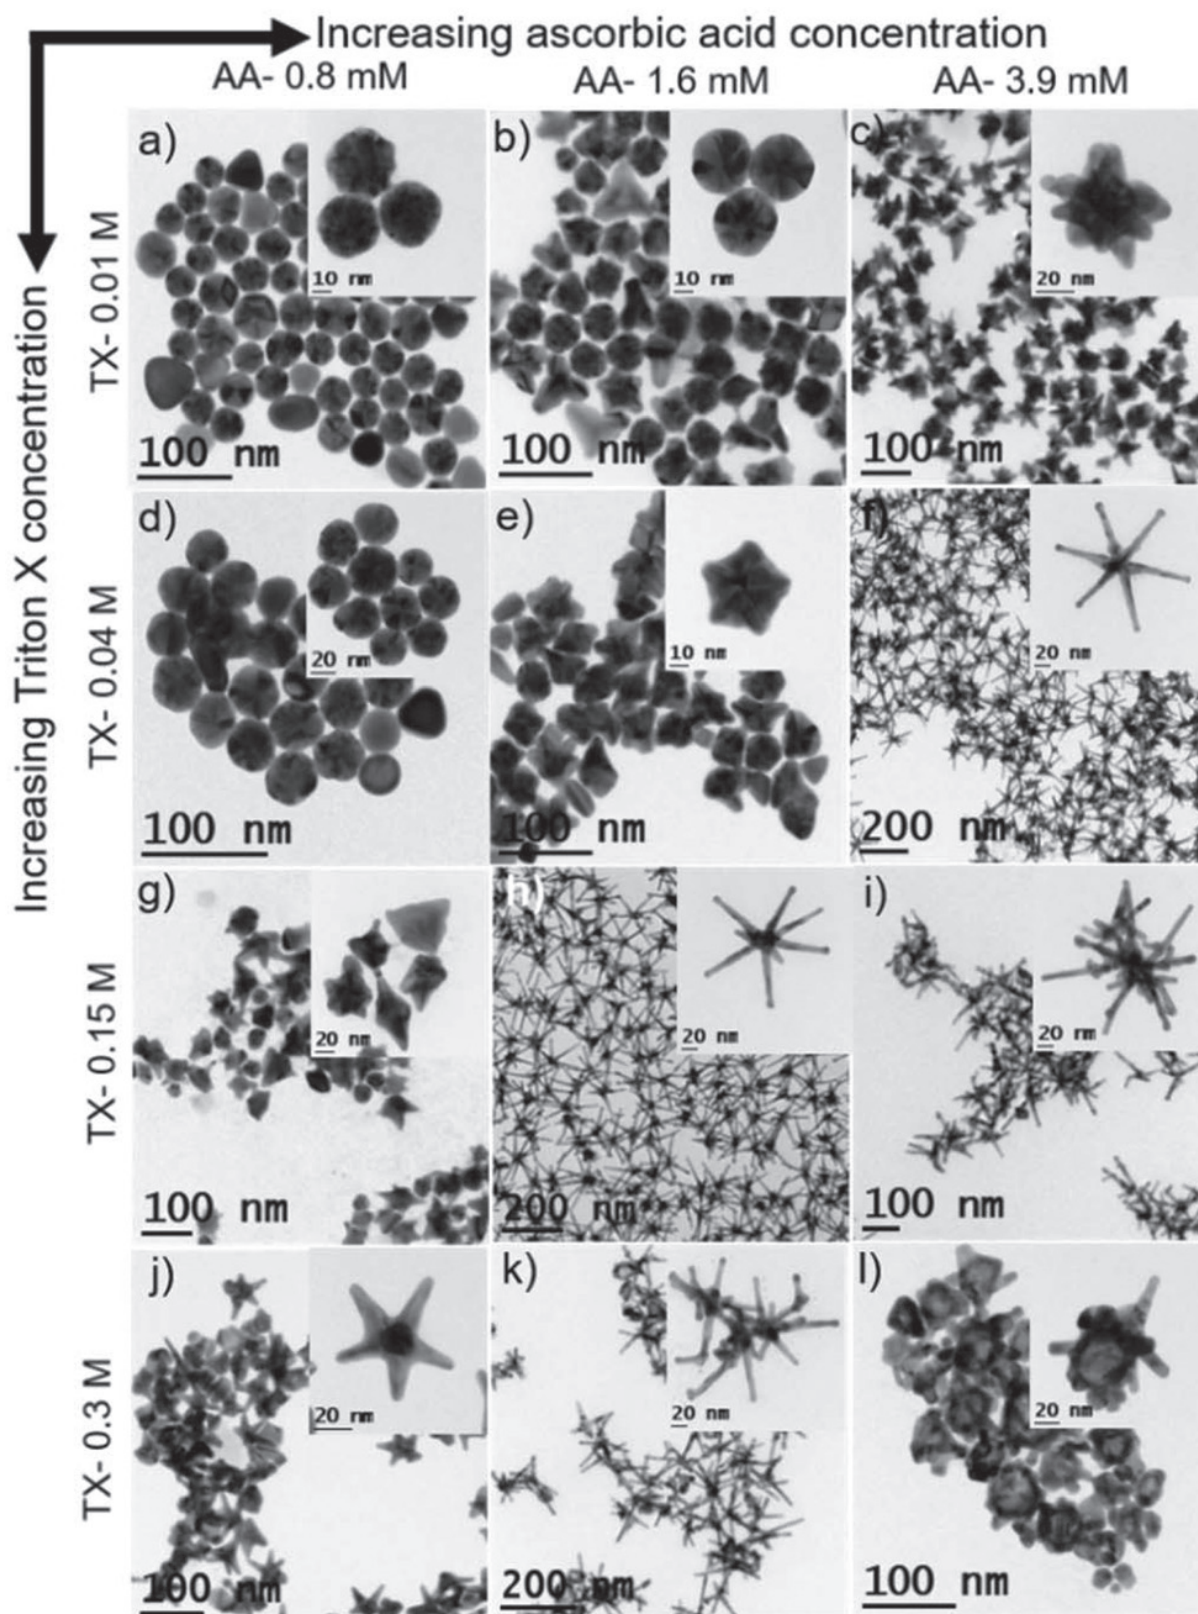 Increasing ascorbic acid concentration
AA- 0.8 mM
AA- 1.6 mM
AA- 3.9 mM
Increasing Triton X concentration
TX- 0.01 M
a)
10 nm
100 nm
b)
10 nm
100 nm
c)
20 nm
100 nm
TX- 0.04 M
d)
20 nm
100 nm
e)
10 nm
100 nm
f)
20 nm
200 nm
TX- 0.15 M
g)
20 nm
100 nm
h)
20 nm
200 nm
i)
20 nm
100 nm
TX- 0.3 M
j)
20 nm
100 nm
k)
20 nm
200 nm
l)
20 nm
100 nm